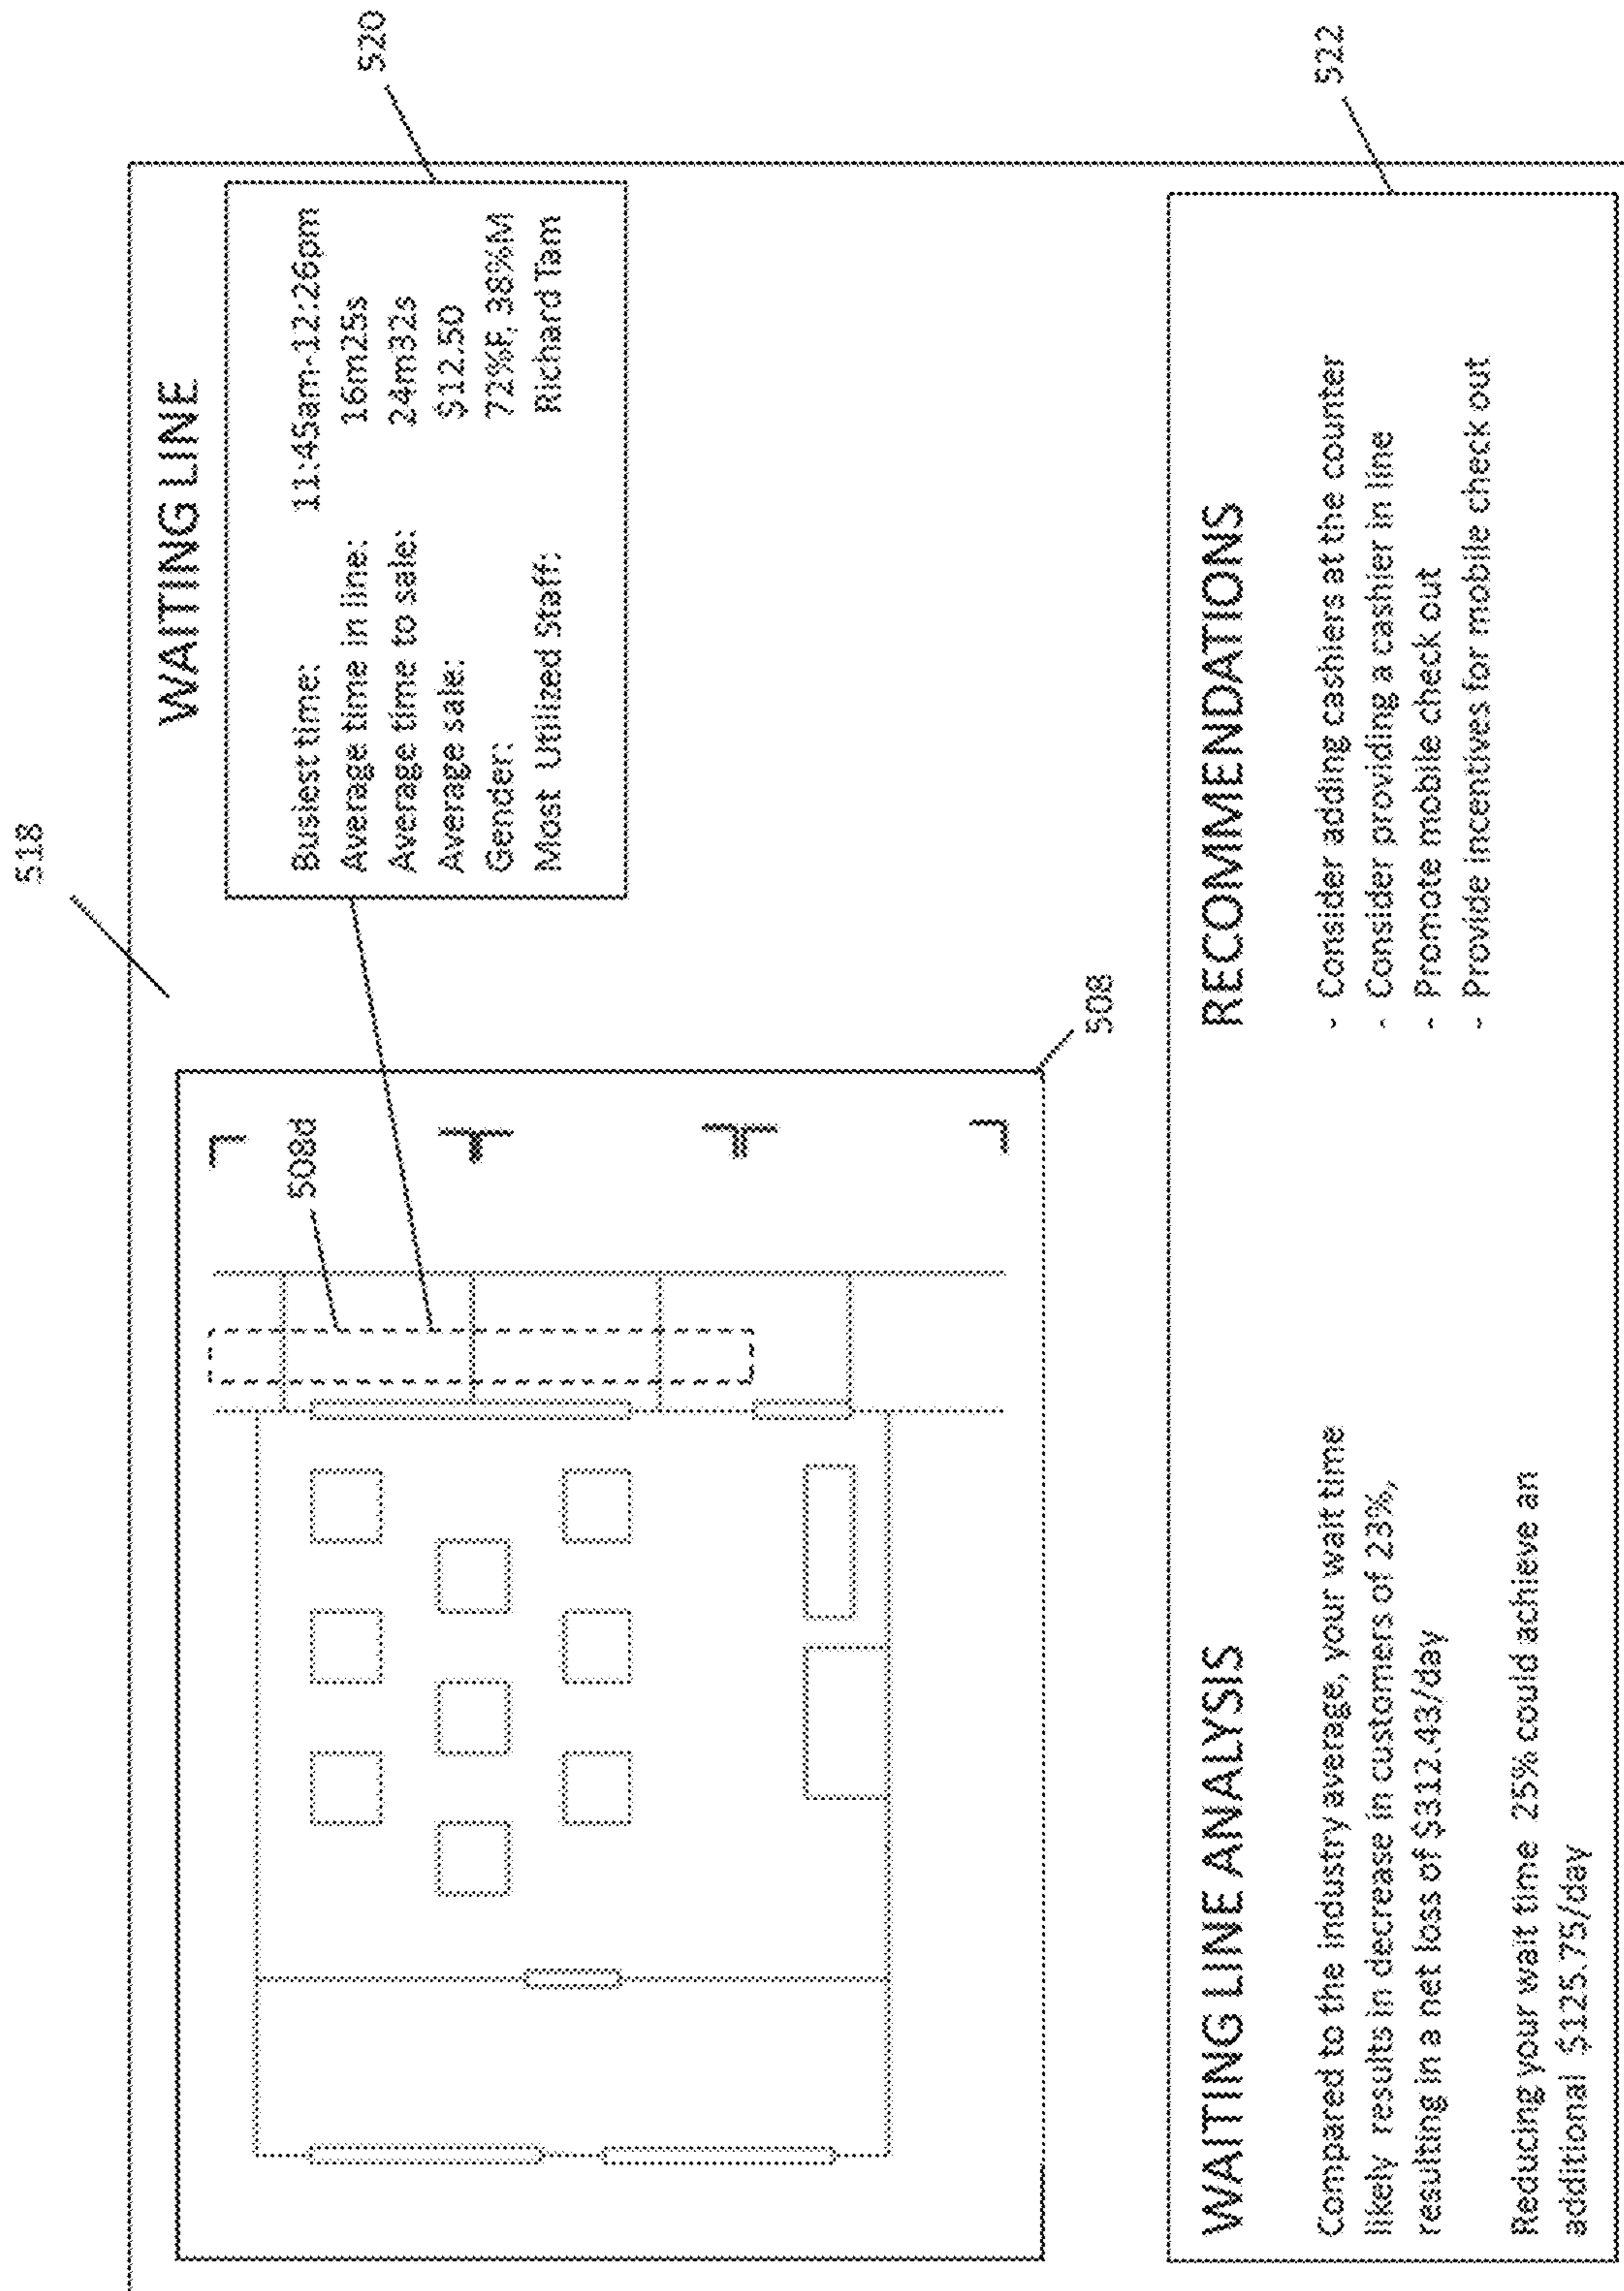 518
WAITING LINE
520
Busiest time: 11:45am-12:26pm
Average time in line: 16m25s
Average time to sale: 24m32s
Average sale: $12.50
Gender: 72%F, 38%M
Most Utilized Staff: Richard Tam
508d
508
522
WAITING LINE ANALYSIS
Compared to the industry average, your wait time
likely results in decrease in customers of 23%,
resulting in a net loss of $312.43/day
Reducing your wait time 25% could achieve an
additional $125.75/day
RECOMMENDATIONS
- Consider adding cashiers at the counter
- Consider providing a cashier in line
- Promote mobile check out
- Provide incentives for mobile check out